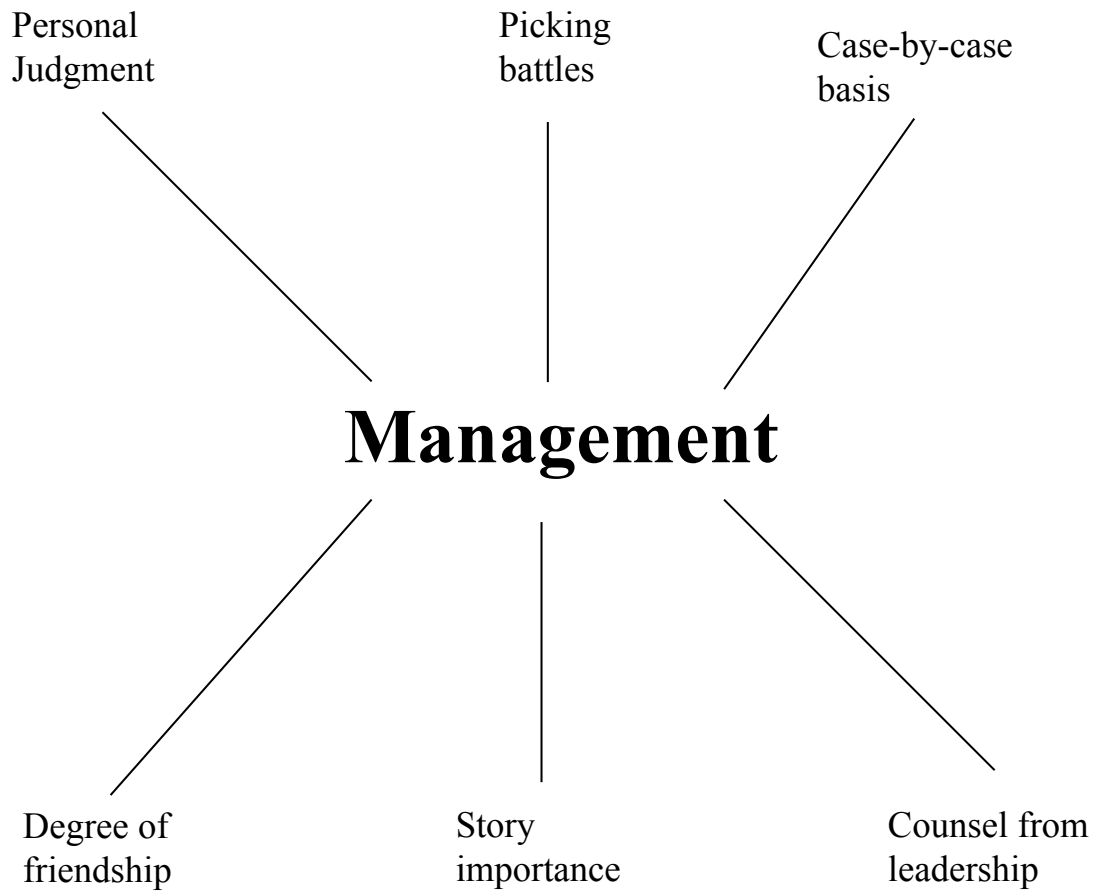 Personal
Judgment
Picking
battles
Case-by-case
basis
Management
Degree of
friendship
Story
importance
Counsel from
leadership